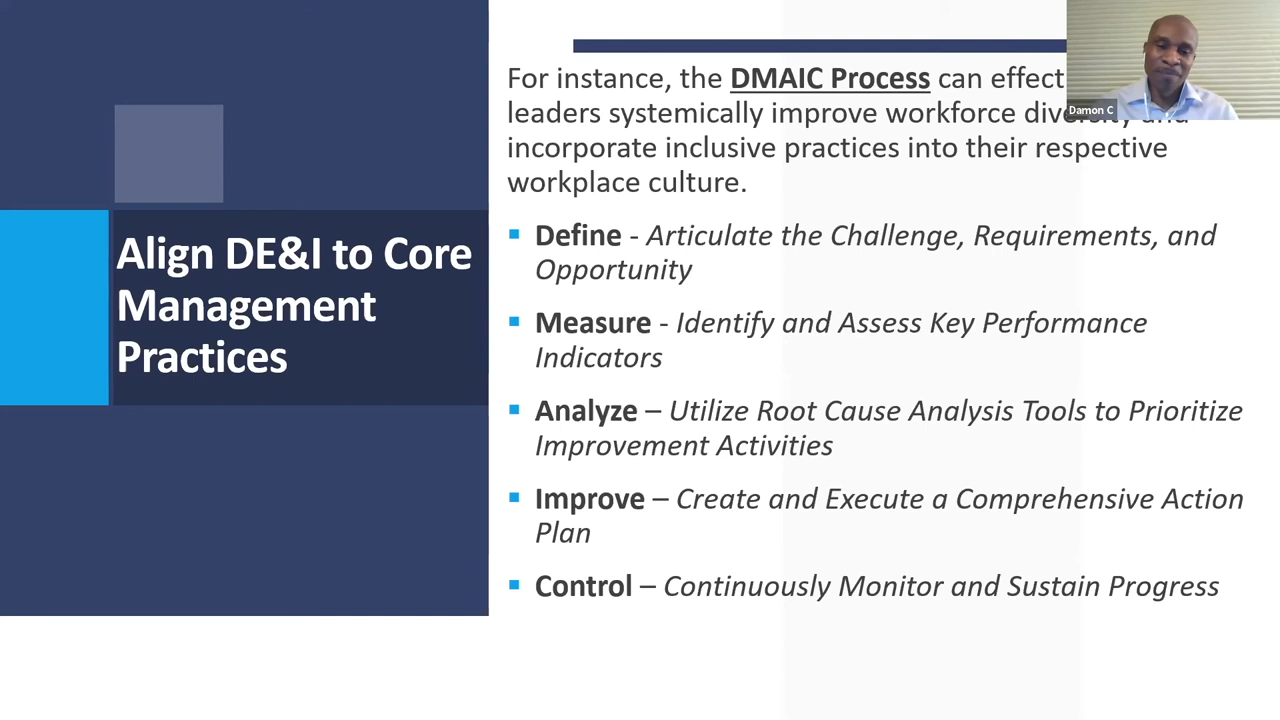 Align DE&I to Core
Management
Practices
For instance, the DMAIC Process can effect
leaders systemically improve workforce diversity and
incorporate inclusive practices into their respective
workplace culture.
▪ Define - Articulate the Challenge, Requirements, and
Opportunity
▪ Measure - Identify and Assess Key Performance
Indicators
▪ Analyze – Utilize Root Cause Analysis Tools to Prioritize
Improvement Activities
▪ Improve – Create and Execute a Comprehensive Action
Plan
▪ Control – Continuously Monitor and Sustain Progress
Damon C